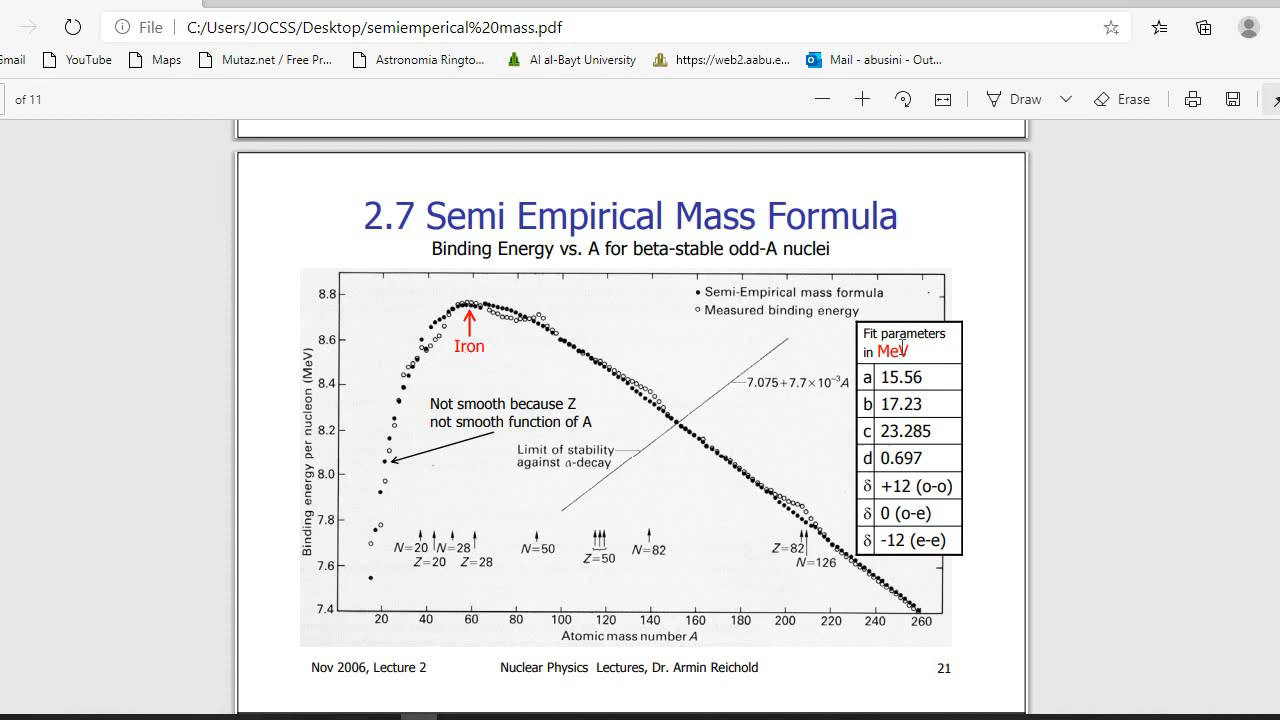 File C:/Users/JOCSS/Desktop/semiemperical%20mass.pdf
Gmail YouTube Maps Mutaz.net / Free Pr... Astronomia Ringto... Al al-Bayt University https://web2.aabu.e... Mail - abusini - Out...
of 11 Draw Erase
2.7 Semi Empirical Mass Formula
Binding Energy vs. A for beta-stable odd-A nuclei
Binding energy per nucleon (MeV)
8.8
8.6
8.4
8.2
8.0
7.8
7.6
7.4
• Semi-Empirical mass formula
○ Measured binding energy
Iron
7.075+7.7×10⁻³A
Not smooth because Z
not smooth function of A
Limit of stability
against α-decay
N=20
Z=20
N=28
Z=28
N=50
Z=50
N=82
Z=82
N=126
20 40 60 80 100 120 140 160 180 200 220 240 260
Atomic mass number A
Fit parameters
in MeV
a 15.56
b 17.23
c 23.285
d 0.697
δ +12 (o-o)
δ 0 (o-e)
δ -12 (e-e)
Nov 2006, Lecture 2 Nuclear Physics Lectures, Dr. Armin Reichold 21